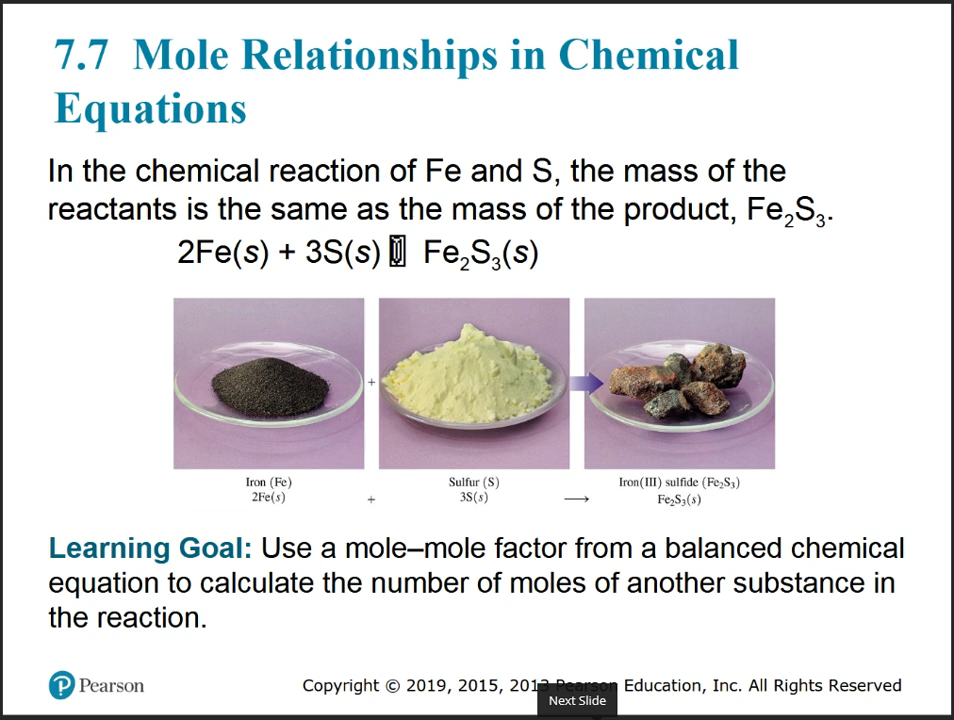 7.7 Mole Relationships in Chemical
Equations
In the chemical reaction of Fe and S, the mass of the
reactants is the same as the mass of the product, Fe₂S₃.
2Fe(s) + 3S(s) Fe₂S₃(s)
+
Iron (Fe) Sulfur (S) Iron(III) sulfide (Fe₂S₃)
2Fe(s) + 3S(s) ⟶ Fe₂S₃(s)
Learning Goal: Use a mole–mole factor from a balanced chemical
equation to calculate the number of moles of another substance in
the reaction.
P Pearson
Copyright © 2019, 2015, 2013 Pearson Education, Inc. All Rights Reserved
Next Slide